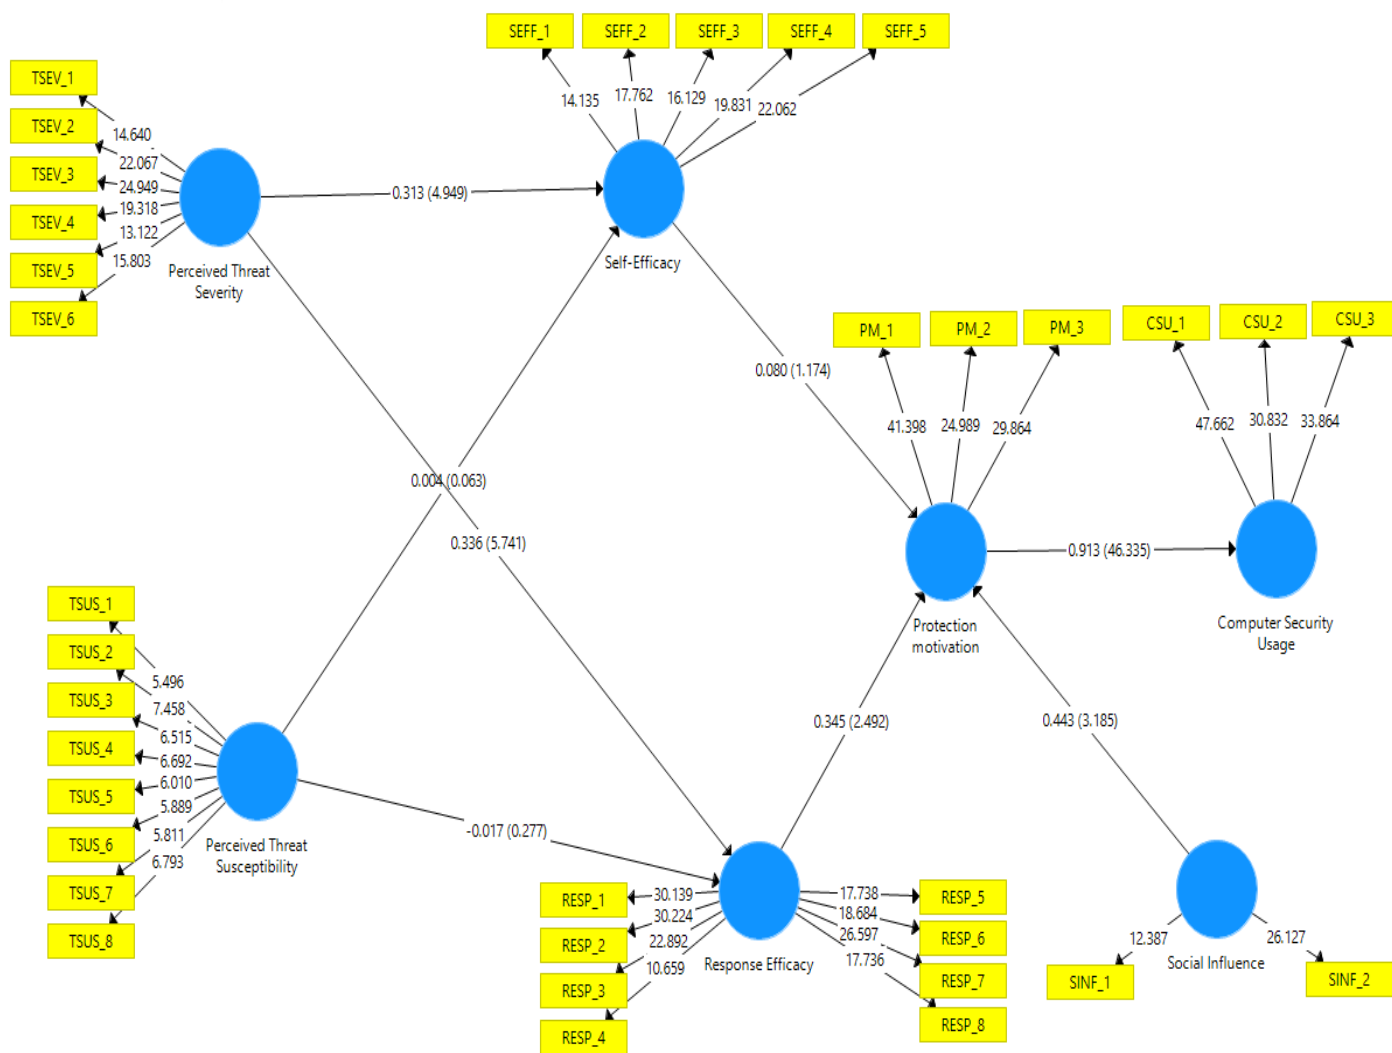 SEFF_1
SEFF_2
SEFF_3
SEFF_4
SEFF_5
14.135
17.762
16.129
19.831
22.062
TSEV_1
TSEV_2
TSEV_3
TSEV_4
TSEV_5
TSEV_6
14.640
22.067
24.949
19.318
13.122
15.803
Perceived Threat
Severity
0.313 (4.949)
Self-Efficacy
0.004 (0.063)
0.336 (5.741)
0.080 (1.174)
PM_1
PM_2
PM_3
41.398
24.989
29.864
CSU_1
CSU_2
CSU_3
47.662
30.832
33.864
Protection
motivation
0.913 (46.335)
Computer Security
Usage
TSUS_1
TSUS_2
TSUS_3
TSUS_4
TSUS_5
TSUS_6
TSUS_7
TSUS_8
5.496
7.458
6.515
6.692
6.010
5.889
5.811
6.793
Perceived Threat
Susceptibility
-0.017 (0.277)
0.345 (2.492)
0.443 (3.185)
RESP_1
RESP_2
RESP_3
RESP_4
30.139
30.224
22.892
10.659
Response Efficacy
17.738
18.684
26.597
17.736
RESP_5
RESP_6
RESP_7
RESP_8
12.387
26.127
Social Influence
SINF_1
SINF_2